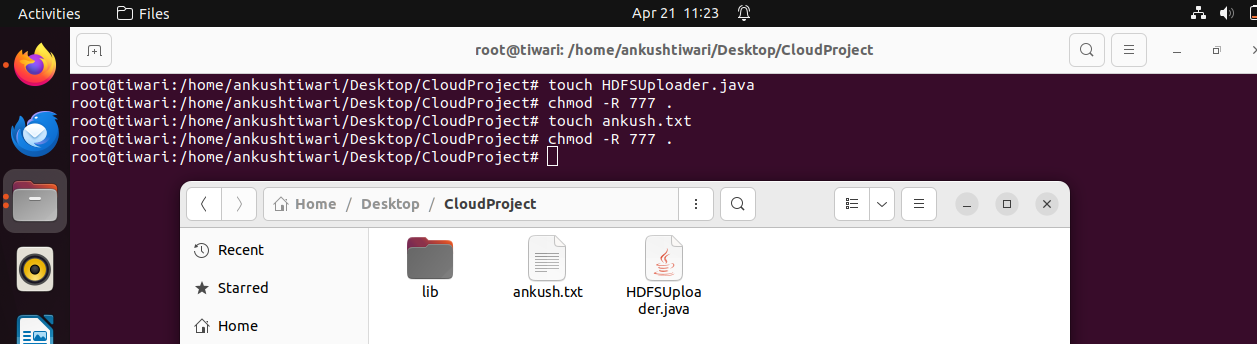 Activities Files Apr 21 11:23
root@tiwari: /home/ankushtiwari/Desktop/CloudProject
root@tiwari:/home/ankushtiwari/Desktop/CloudProject# touch HDFSUploader.java
root@tiwari:/home/ankushtiwari/Desktop/CloudProject# chmod -R 777 .
root@tiwari:/home/ankushtiwari/Desktop/CloudProject# touch ankush.txt
root@tiwari:/home/ankushtiwari/Desktop/CloudProject# chmod -R 777 .
root@tiwari:/home/ankushtiwari/Desktop/CloudProject#
Home / Desktop / CloudProject
Recent
Starred
Home
lib
ankush.txt
HDFSUploa
der.java